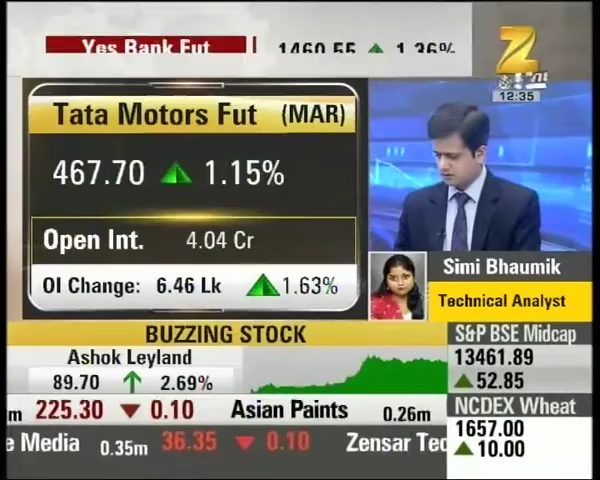 Yes Bank Fut 1460.55 ▲ 1.36%
Z
12:35
Tata Motors Fut (MAR)
467.70 ▲ 1.15%
Open Int. 4.04 Cr
OI Change: 6.46 Lk ▲ 1.63%
Simi Bhaumik
Technical Analyst
BUZZING STOCK
Ashok Leyland
89.70 ↑ 2.69%
S&P BSE Midcap
13461.89
▲ 52.85
m 225.30 ▼ 0.10 Asian Paints 0.26m
NCDEX Wheat
1657.00
▲ 10.00
e Media 0.35m 36.35 ▼ 0.10 Zensar Tec